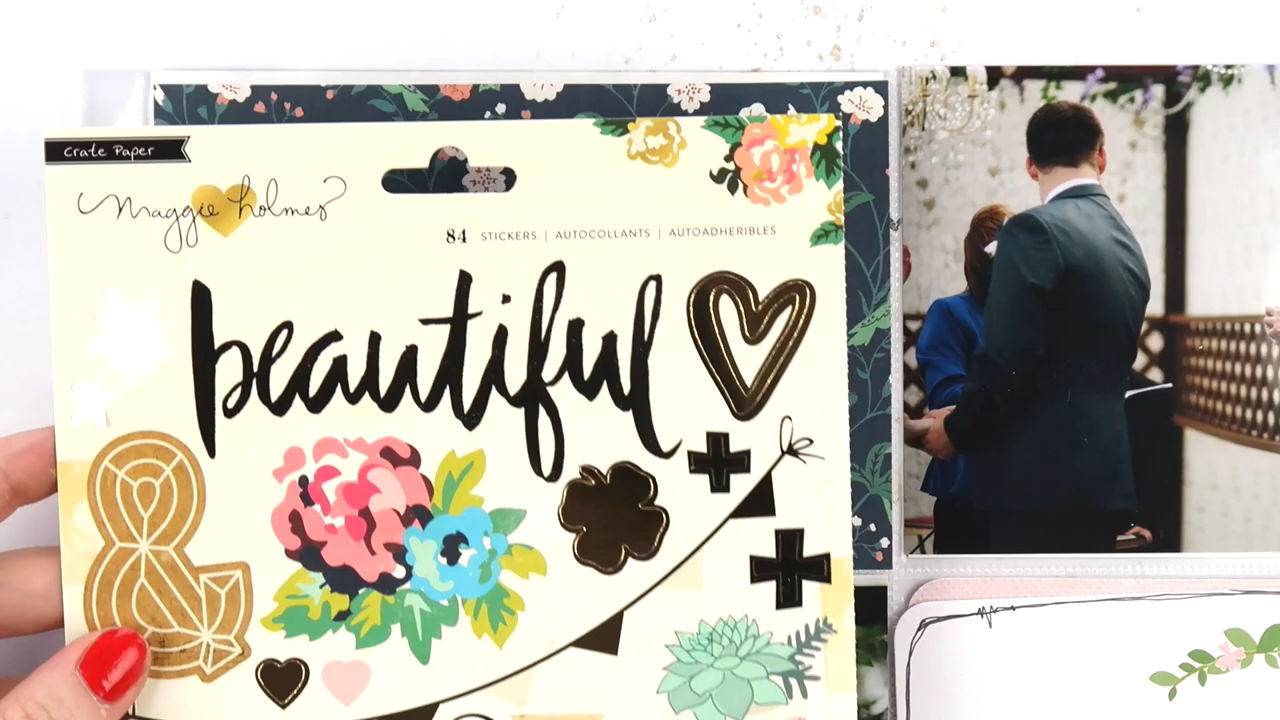 Crate Paper
Maggie holmes
84 STICKERS | AUTOCOLLANTS | AUTOADHERIBLES
beautiful
&